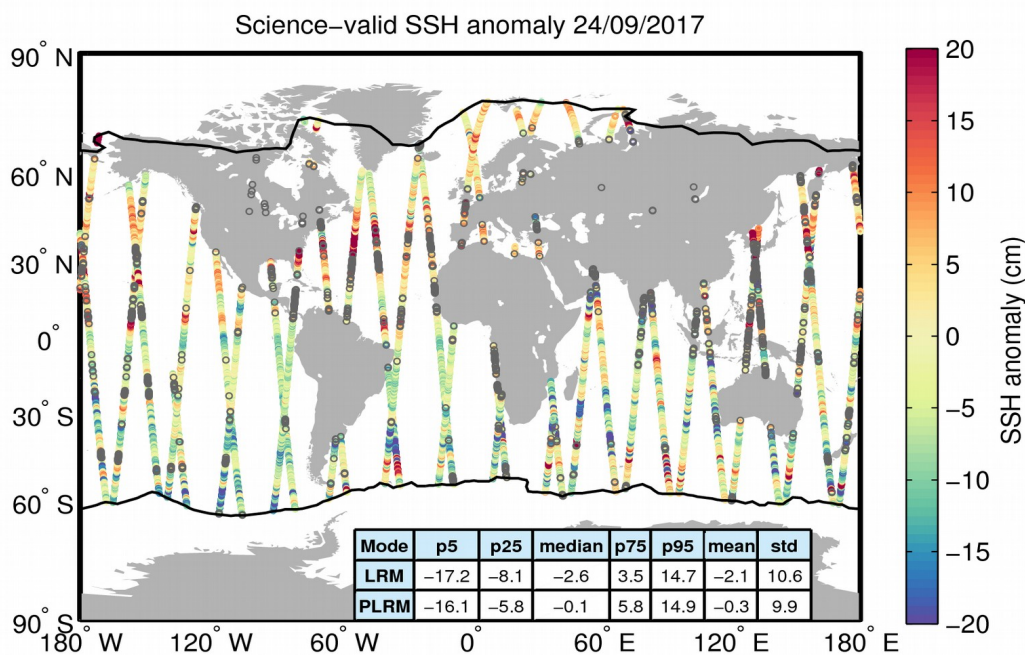 Science−valid SSH anomaly 24/09/2017
90° N
60° N
30° N
0°
30° S
60° S
90° S
180° W
120° W
60° W
0°
60° E
120° E
180° E
Mode p5 p25 median p75 p95 mean std
LRM −17.2 −8.1 −2.6 3.5 14.7 −2.1 10.6
PLRM −16.1 −5.8 −0.1 5.8 14.9 −0.3 9.9
20
15
10
5
0
−5
−10
−15
−20
SSH anomaly (cm)